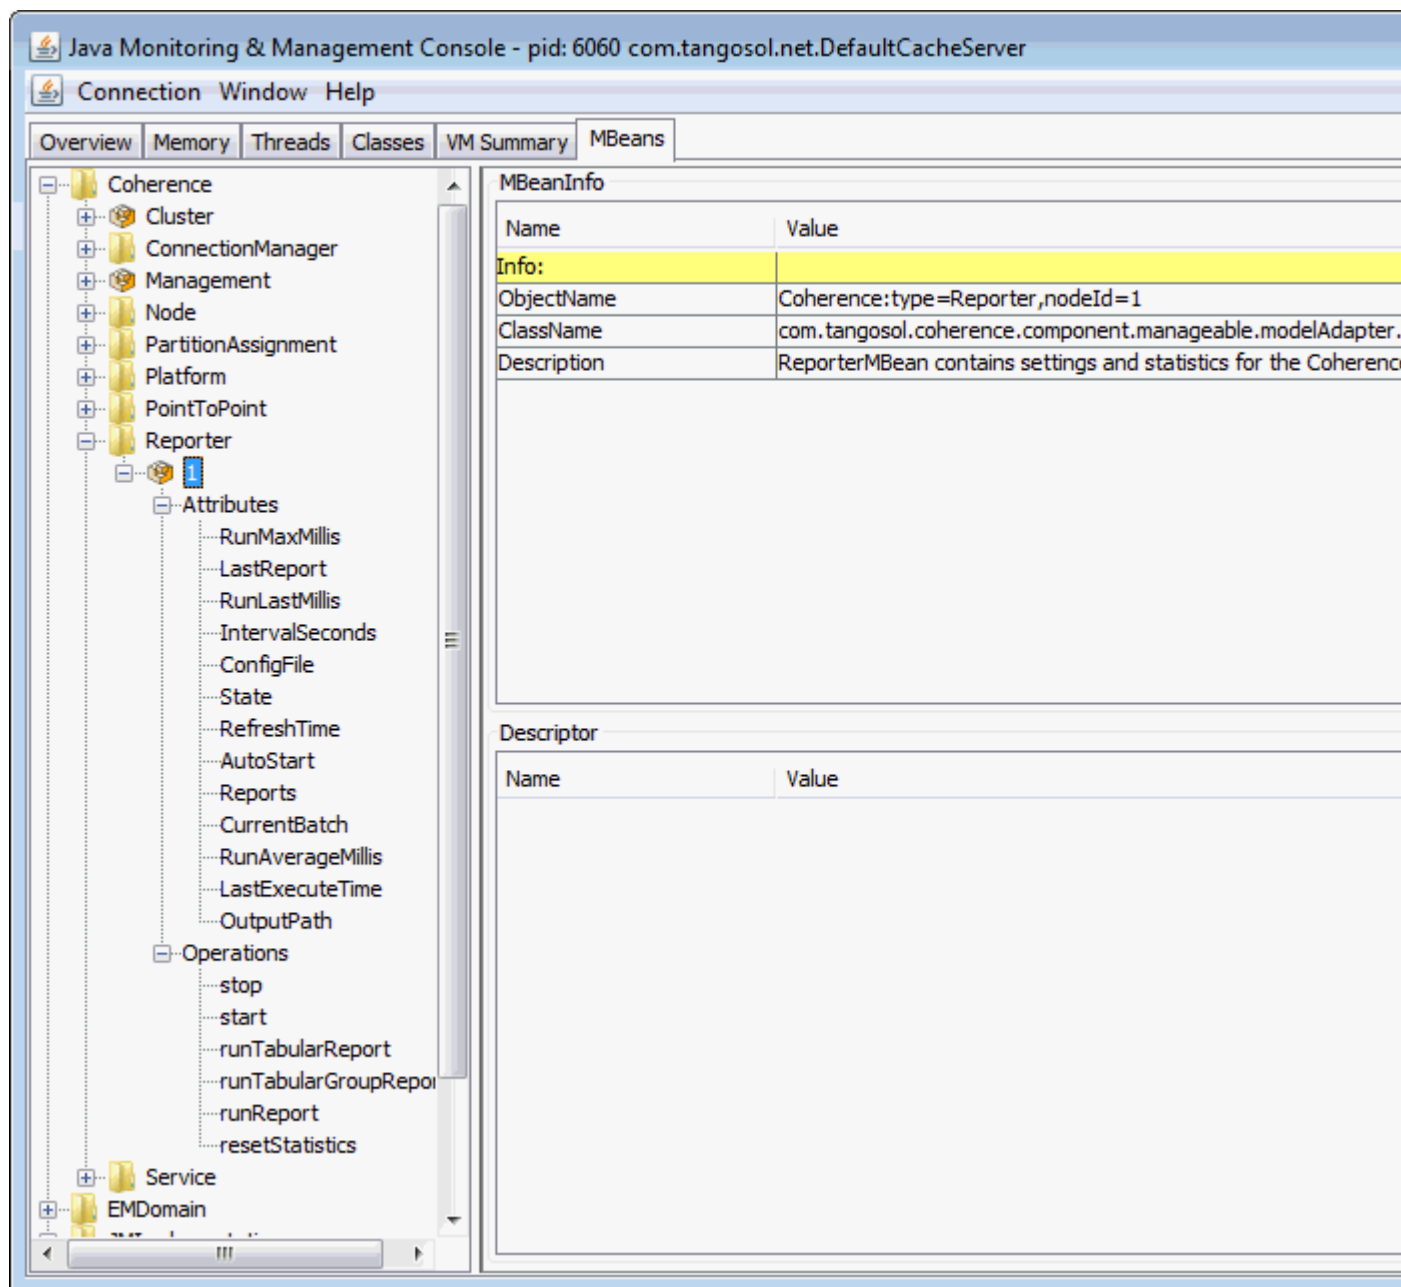 Java Monitoring & Management Console - pid: 6060 com.tangosol.net.DefaultCacheServer
Connection Window Help
Overview Memory Threads Classes VM Summary MBeans
Coherence
Cluster
ConnectionManager
Management
Node
PartitionAssignment
Platform
PointToPoint
Reporter
1
Attributes
RunMaxMillis
LastReport
RunLastMillis
IntervalSeconds
ConfigFile
State
RefreshTime
AutoStart
Reports
CurrentBatch
RunAverageMillis
LastExecuteTime
OutputPath
Operations
stop
start
runTabularReport
runTabularGroupRepor
runReport
resetStatistics
Service
EMDomain
MBeanInfo
Name Value
Info:
ObjectName Coherence:type=Reporter,nodeId=1
ClassName com.tangosol.coherence.component.manageable.modelAdapter.
Description ReporterMBean contains settings and statistics for the Coherenc
Descriptor
Name Value